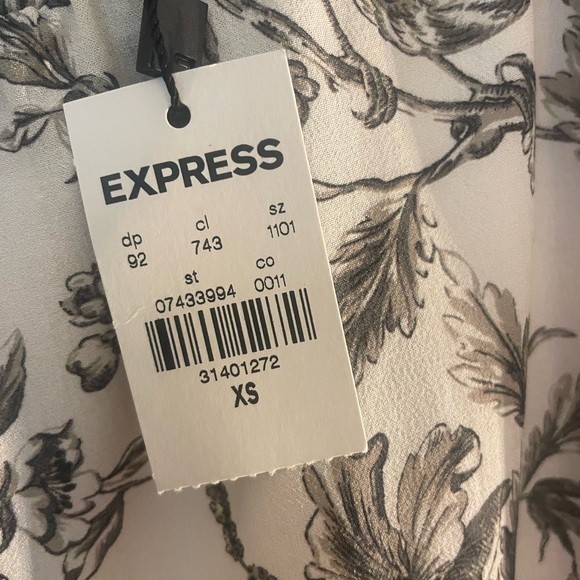 EXPRESS
dp cl sz
92 743 1101
st co
07433994 0011
31401272
XS